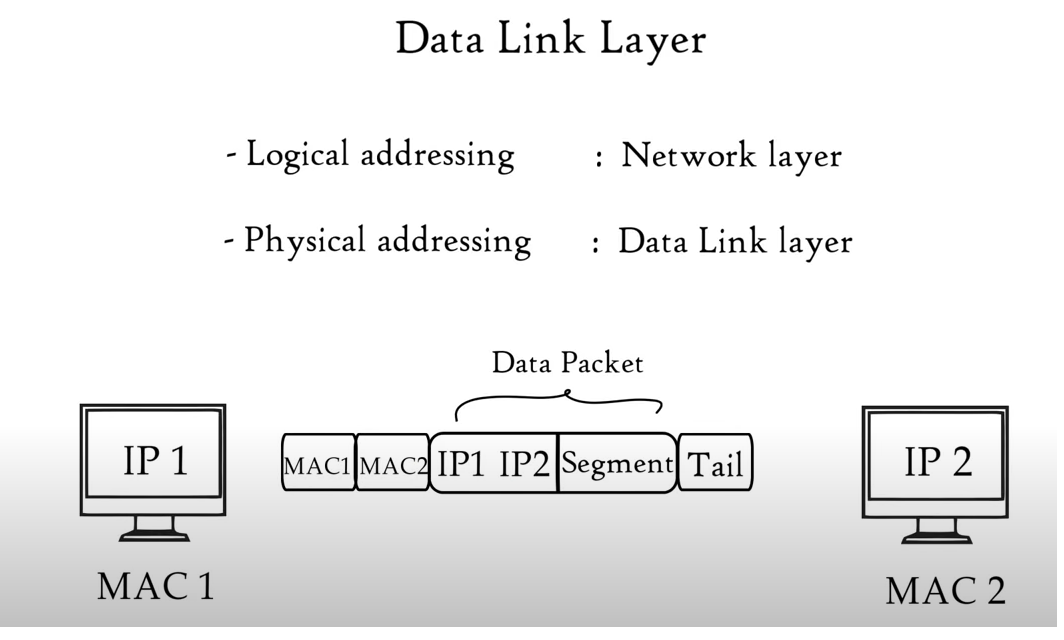 Data Link Layer
- Logical addressing : Network layer
- Physical addressing : Data Link layer
Data Packet
IP 1
MAC1 MAC2 IP1 IP2 Segment Tail
IP 2
MAC 1
MAC 2